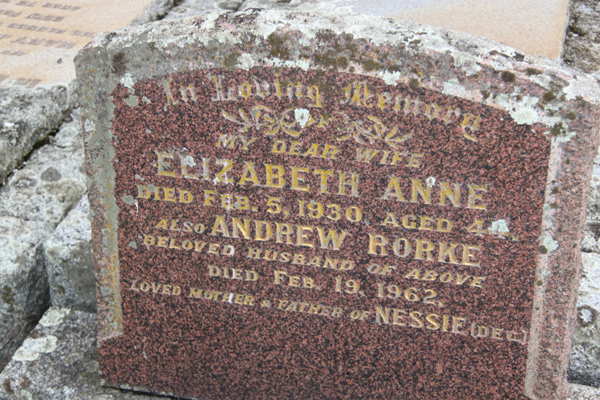 In Loving Memory
OF
MY DEAR WIFE
ELIZABETH ANNE
DIED FEB. 5, 1930, AGED
ALSO ANDREW RORKE
BELOVED HUSBAND OF ABOVE
DIED FEB. 19, 1962.
LOVED MOTHER & FATHER OF NESSIE (DEC.)